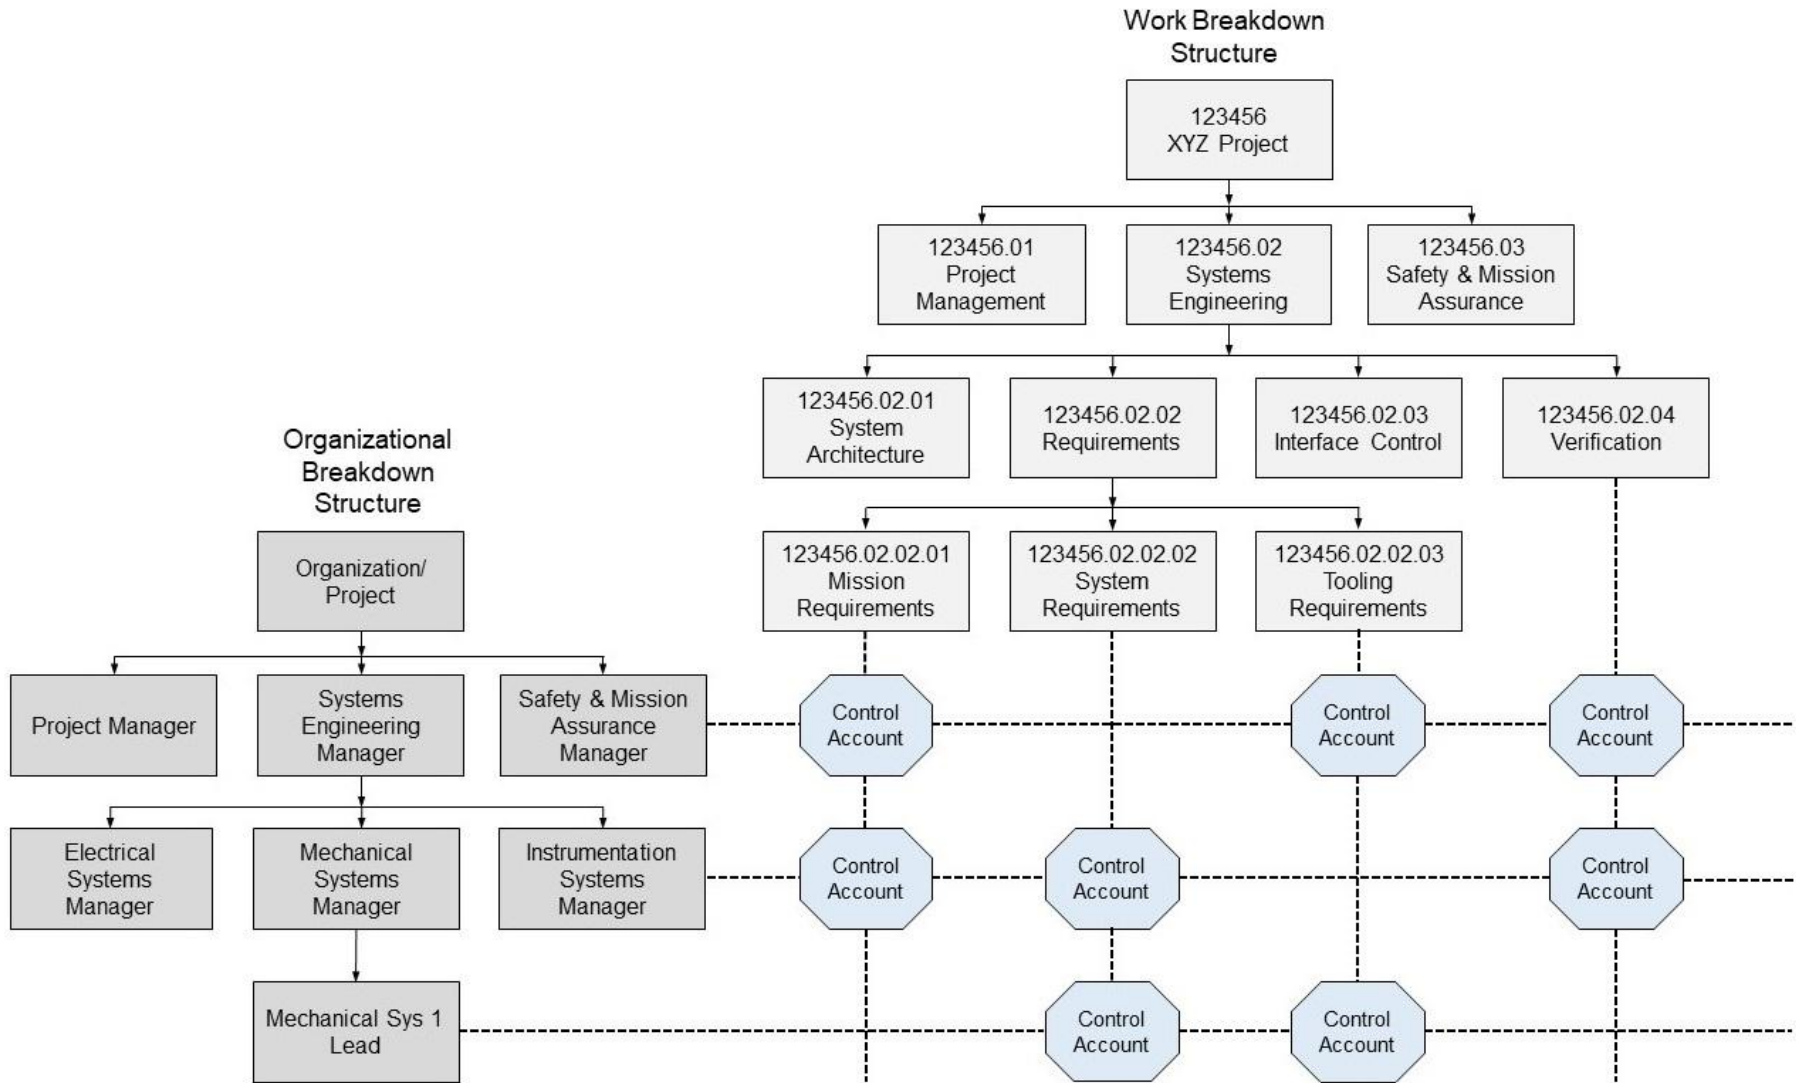 Work Breakdown
Structure
123456
XYZ Project
123456.01
Project
Management
123456.02
Systems
Engineering
123456.03
Safety & Mission
Assurance
123456.02.01
System
Architecture
123456.02.02
Requirements
123456.02.03
Interface Control
123456.02.04
Verification
Organizational
Breakdown
Structure
123456.02.02.01
Mission
Requirements
123456.02.02.02
System
Requirements
123456.02.02.03
Tooling
Requirements
Organization/
Project
Project Manager
Systems
Engineering
Manager
Safety & Mission
Assurance
Manager
Control
Account
Control
Account
Control
Account
Electrical
Systems
Manager
Mechanical
Systems
Manager
Instrumentation
Systems
Manager
Control
Account
Control
Account
Control
Account
Mechanical Sys 1
Lead
Control
Account
Control
Account